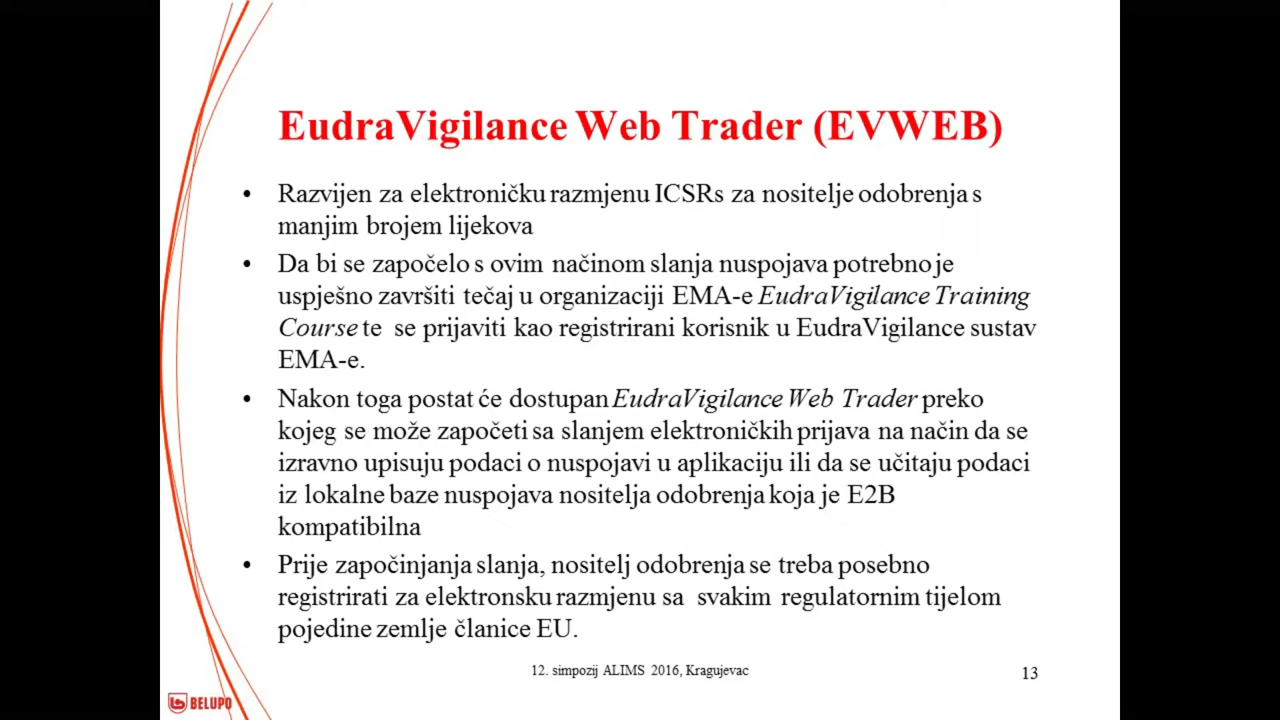 EudraVigilance Web Trader (EVWEB)
• Razvijen za elektroničku razmjenu ICSRs za nositelje odobrenja s
manjim brojem lijekova
• Da bi se započelo s ovim načinom slanja nuspojava potrebno je
uspješno završiti tečaj u organizaciji EMA-e EudraVigilance Training
Course te se prijaviti kao registrirani korisnik u EudraVigilance sustav
EMA-e.
• Nakon toga postat će dostupan EudraVigilance Web Trader preko
kojeg se može započeti sa slanjem elektroničkih prijava na način da se
izravno upisuju podaci o nuspojavi u aplikaciju ili da se učitaju podaci
iz lokalne baze nuspojava nositelja odobrenja koja je E2B
kompatibilna
• Prije započinjanja slanja, nositelj odobrenja se treba posebno
registrirati za elektronsku razmjenu sa svakim regulatornim tijelom
pojedine zemlje članice EU.
12. simpozij ALIMS 2016, Kragujevac
13
BELUPO